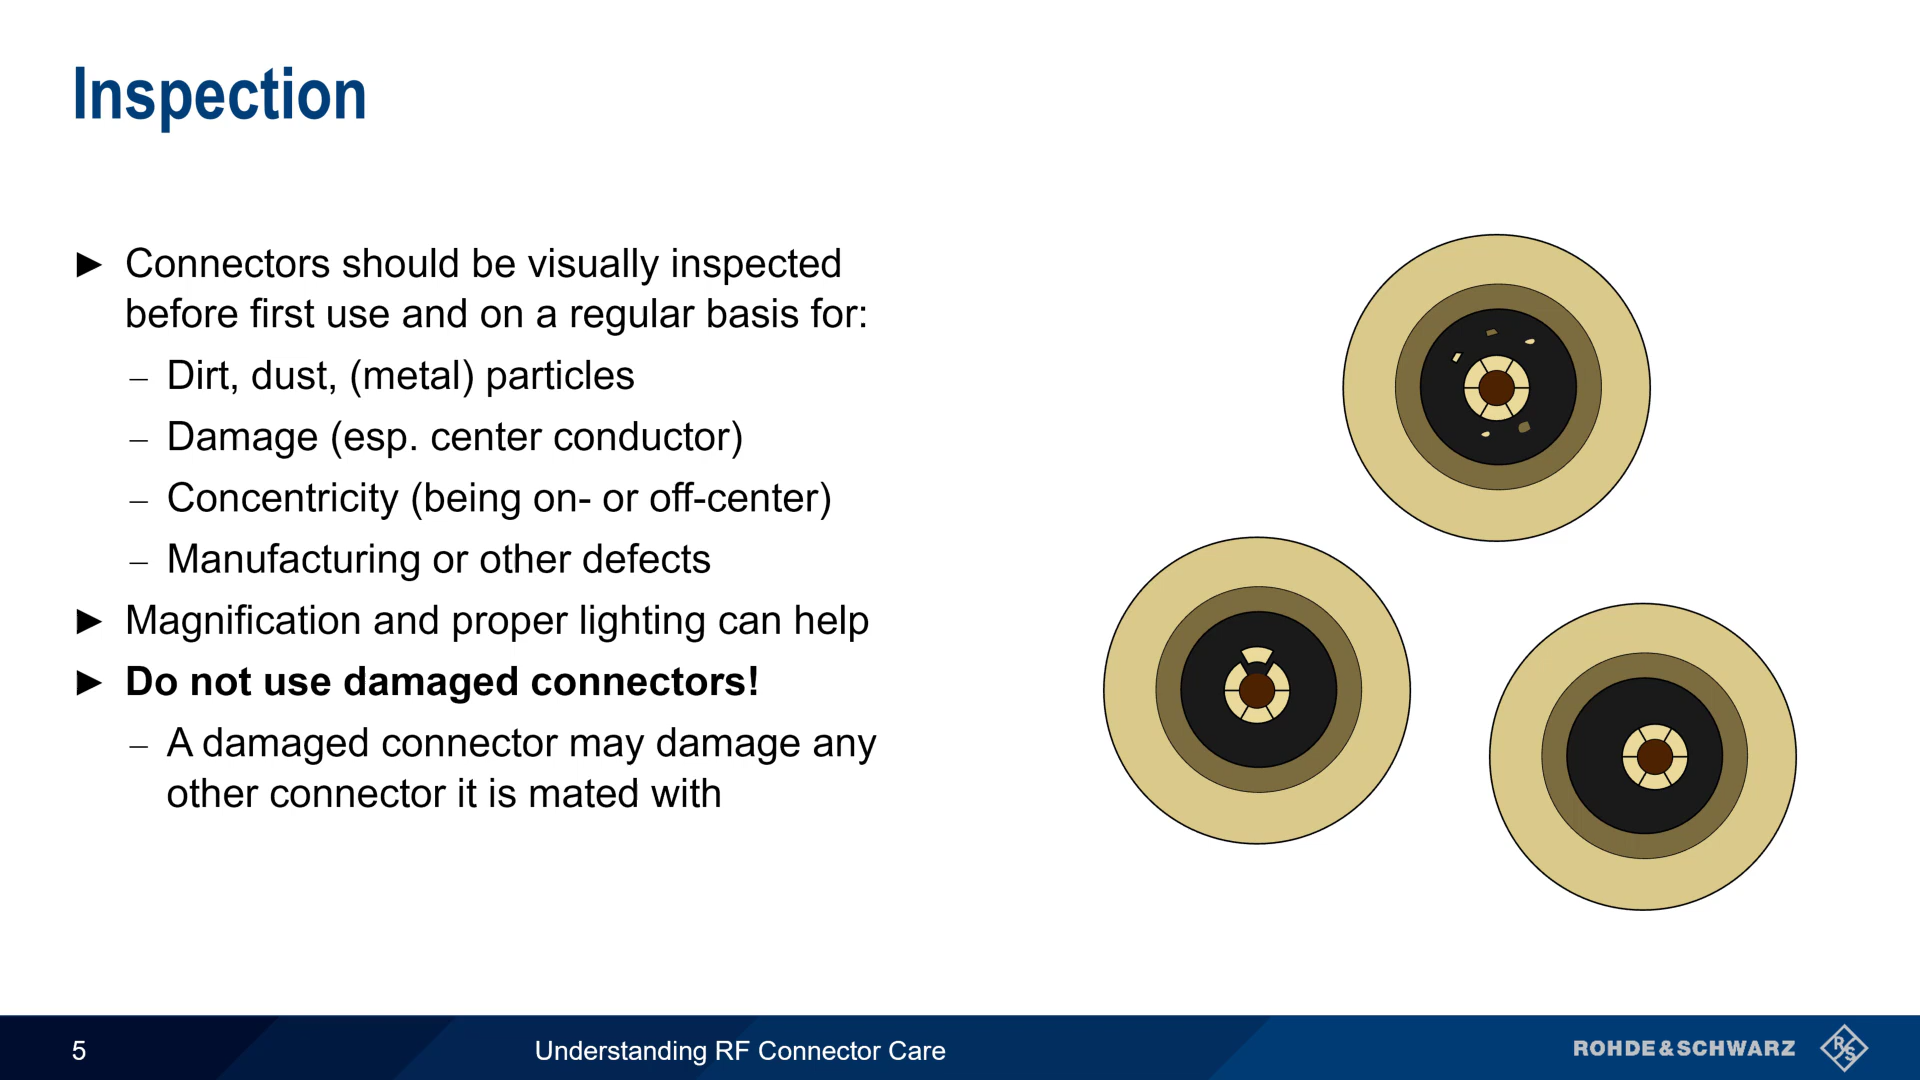 Inspection
► Connectors should be visually inspected
before first use and on a regular basis for:
– Dirt, dust, (metal) particles
– Damage (esp. center conductor)
– Concentricity (being on- or off-center)
– Manufacturing or other defects
► Magnification and proper lighting can help
► Do not use damaged connectors!
– A damaged connector may damage any
other connector it is mated with
5
Understanding RF Connector Care
ROHDE&SCHWARZ
R&S